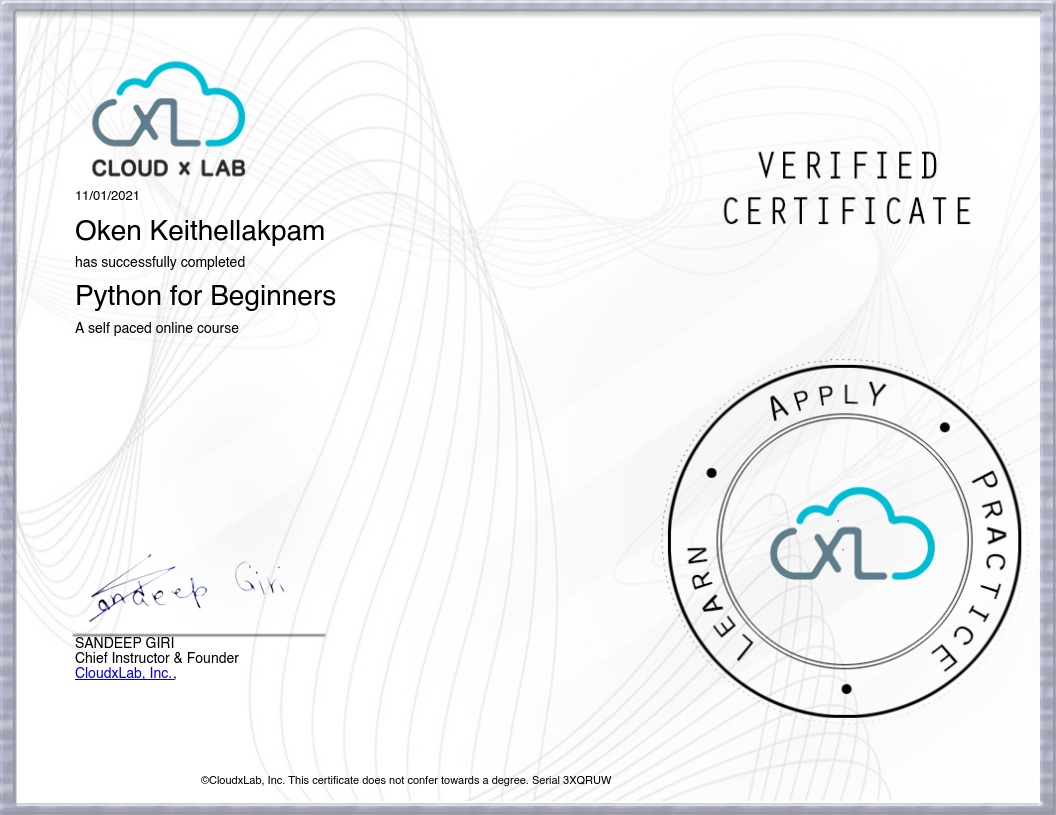 CXL
CLOUD x LAB
11/01/2021
Oken Keithellakpam
has successfully completed
Python for Beginners
A self paced online course
VERIFIED
CERTIFICATE
LEARN • APPLY • PRACTICE •
CXL
Sandeep Giri
SANDEEP GIRI
Chief Instructor & Founder
CloudxLab, Inc.,
©CloudxLab, Inc. This certificate does not confer towards a degree. Serial 3XQRUW